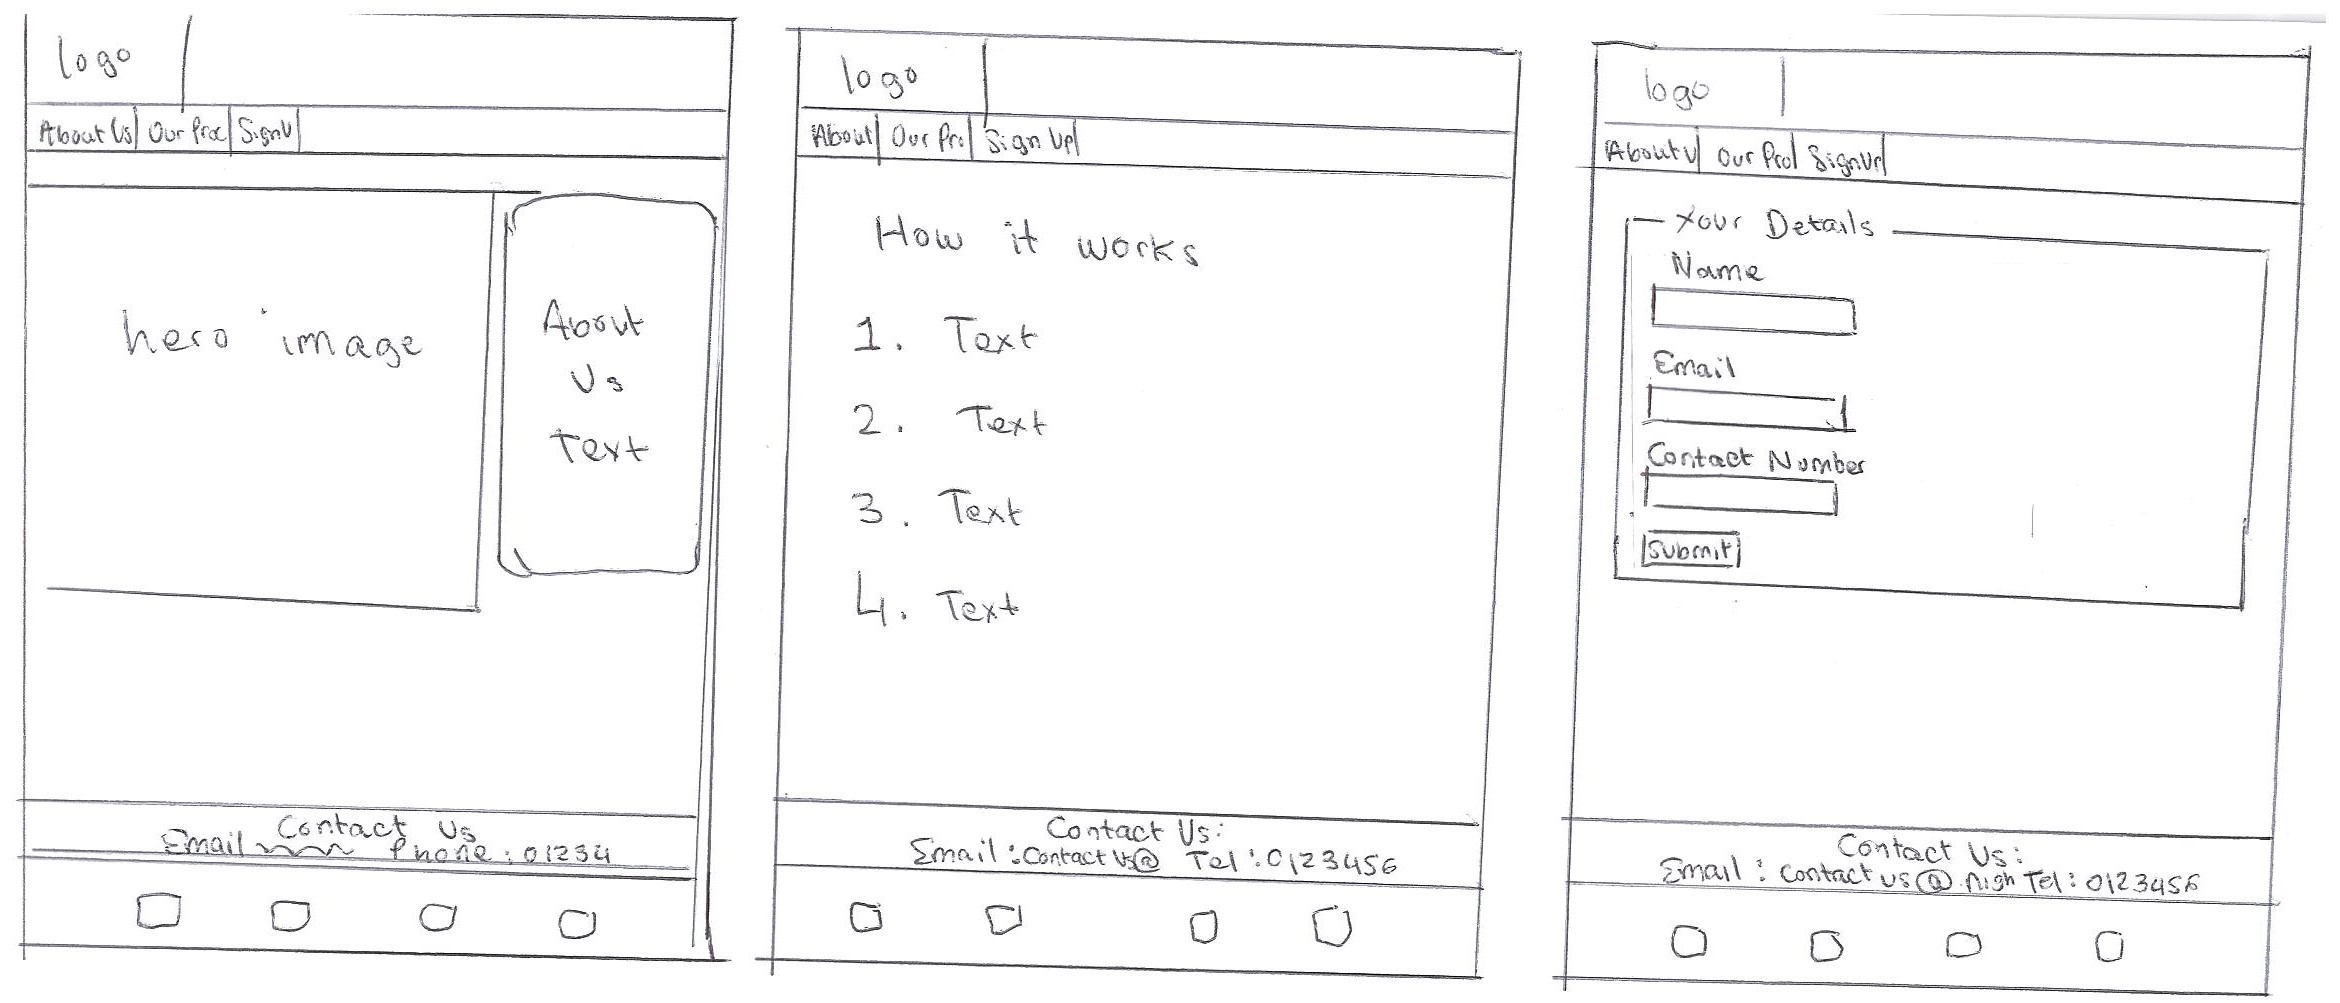 logo
About Us Our Proc SignU
hero image
About
Us
Text
Contact Us
Email Phone : 01234
logo
About Our Pro Sign Up
How it works
1. Text
2. Text
3. Text
4. Text
Contact Us:
Email : Contact Us@ Tel : 0123456
logo
About U Our Pro SignUp
Your Details
Name
Email
Contact Number
Submit
Contact Us:
Email : Contact us@ nigh Tel : 0123456